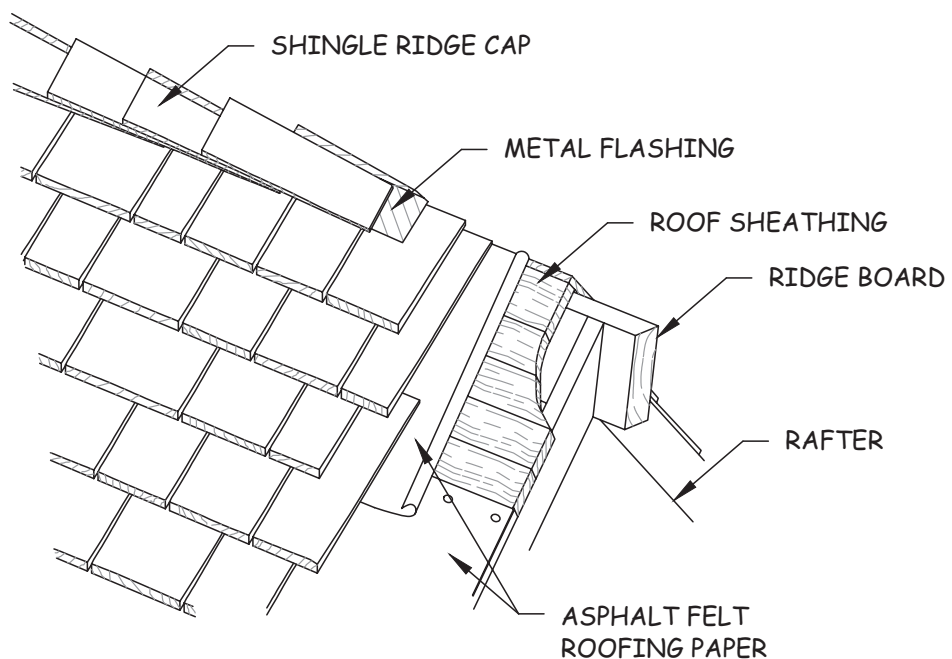 SHINGLE RIDGE CAP
METAL FLASHING
ROOF SHEATHING
RIDGE BOARD
RAFTER
ASPHALT FELT
ROOFING PAPER